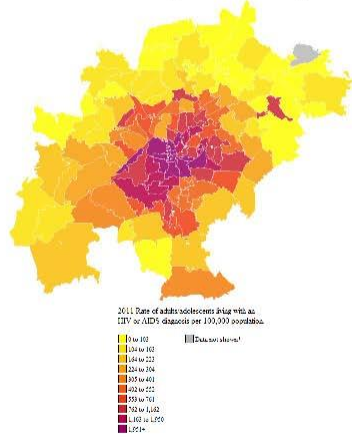 2011 Rate of adults/adolescents living with an
HIV or AIDS diagnosis per 100,000 population
0 to 103
Data not shown¹
104 to 163
164 to 223
224 to 304
305 to 401
402 to 552
553 to 761
762 to 1,162
1,163 to 1,950
1,951+